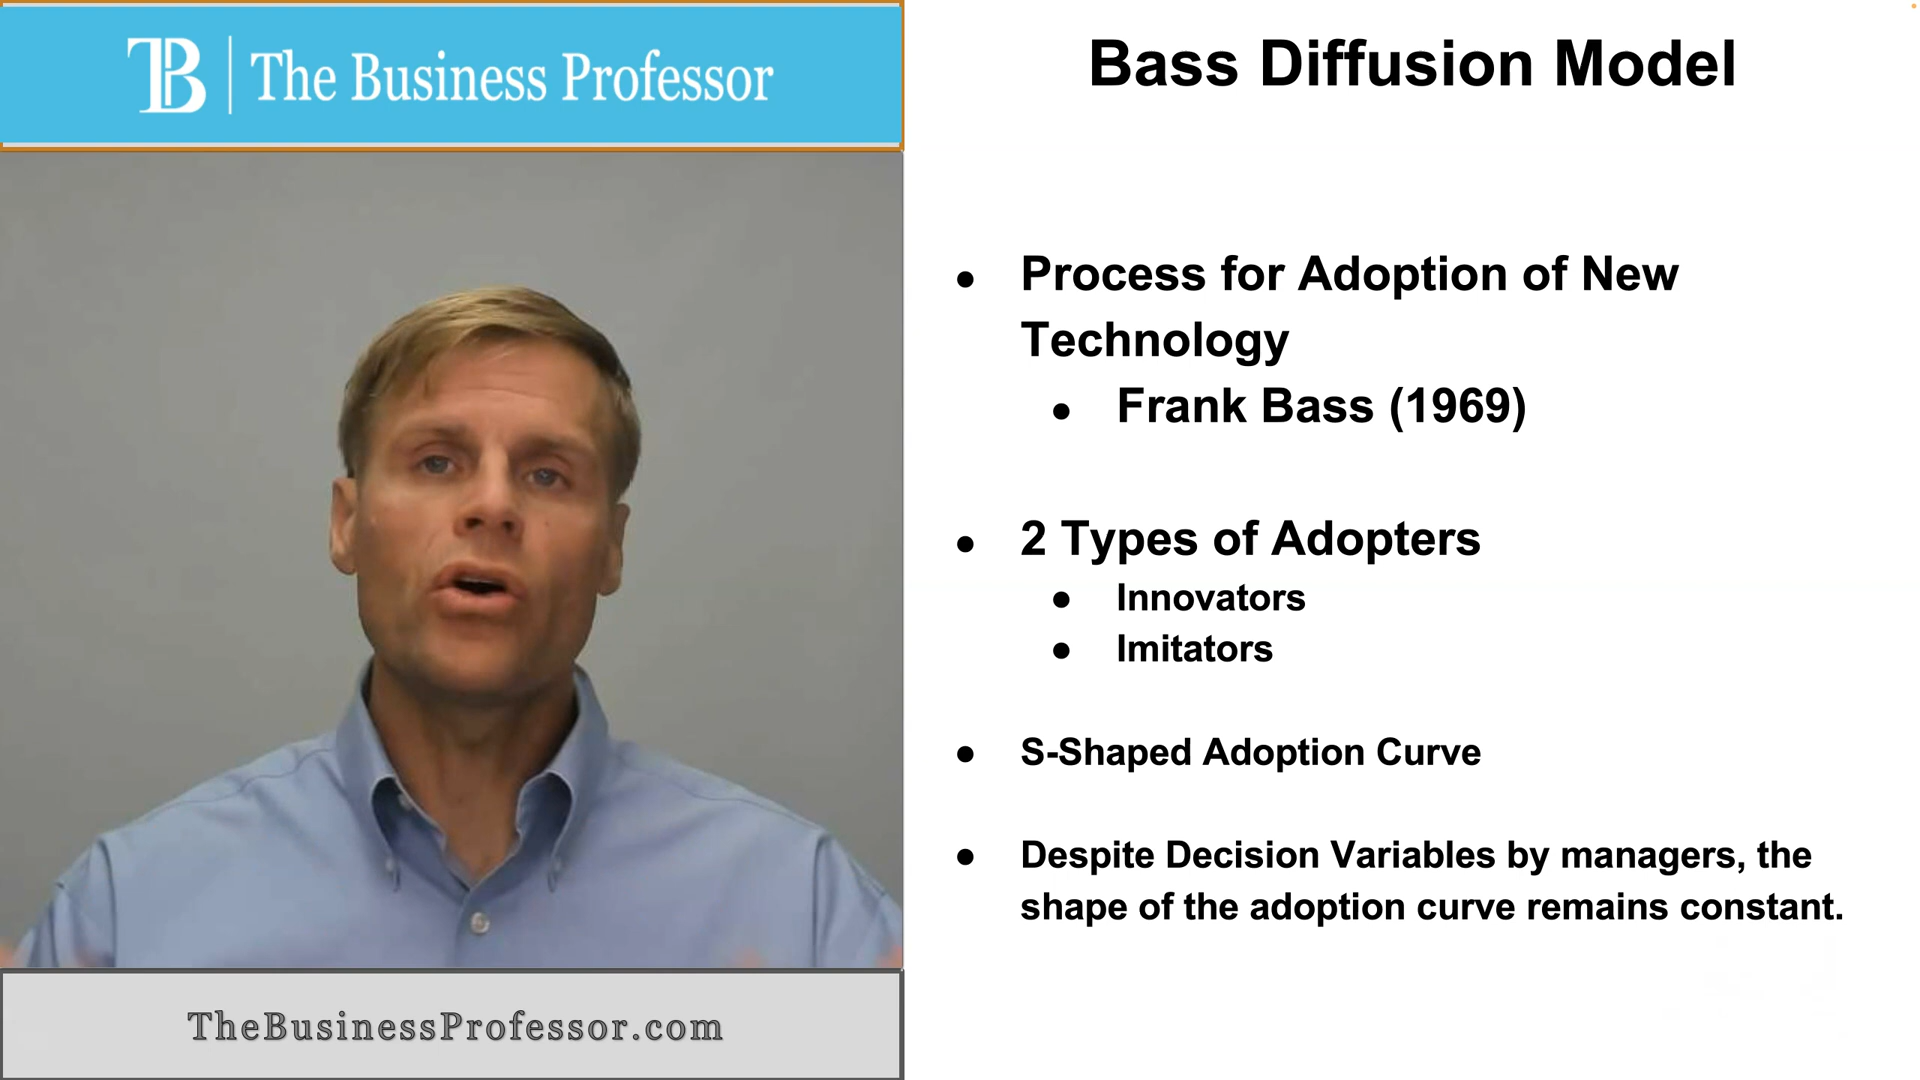 TB | The Business Professor
Bass Diffusion Model
● Process for Adoption of New
Technology
● Frank Bass (1969)
● 2 Types of Adopters
● Innovators
● Imitators
● S-Shaped Adoption Curve
● Despite Decision Variables by managers, the
shape of the adoption curve remains constant.
TheBusinessProfessor.com